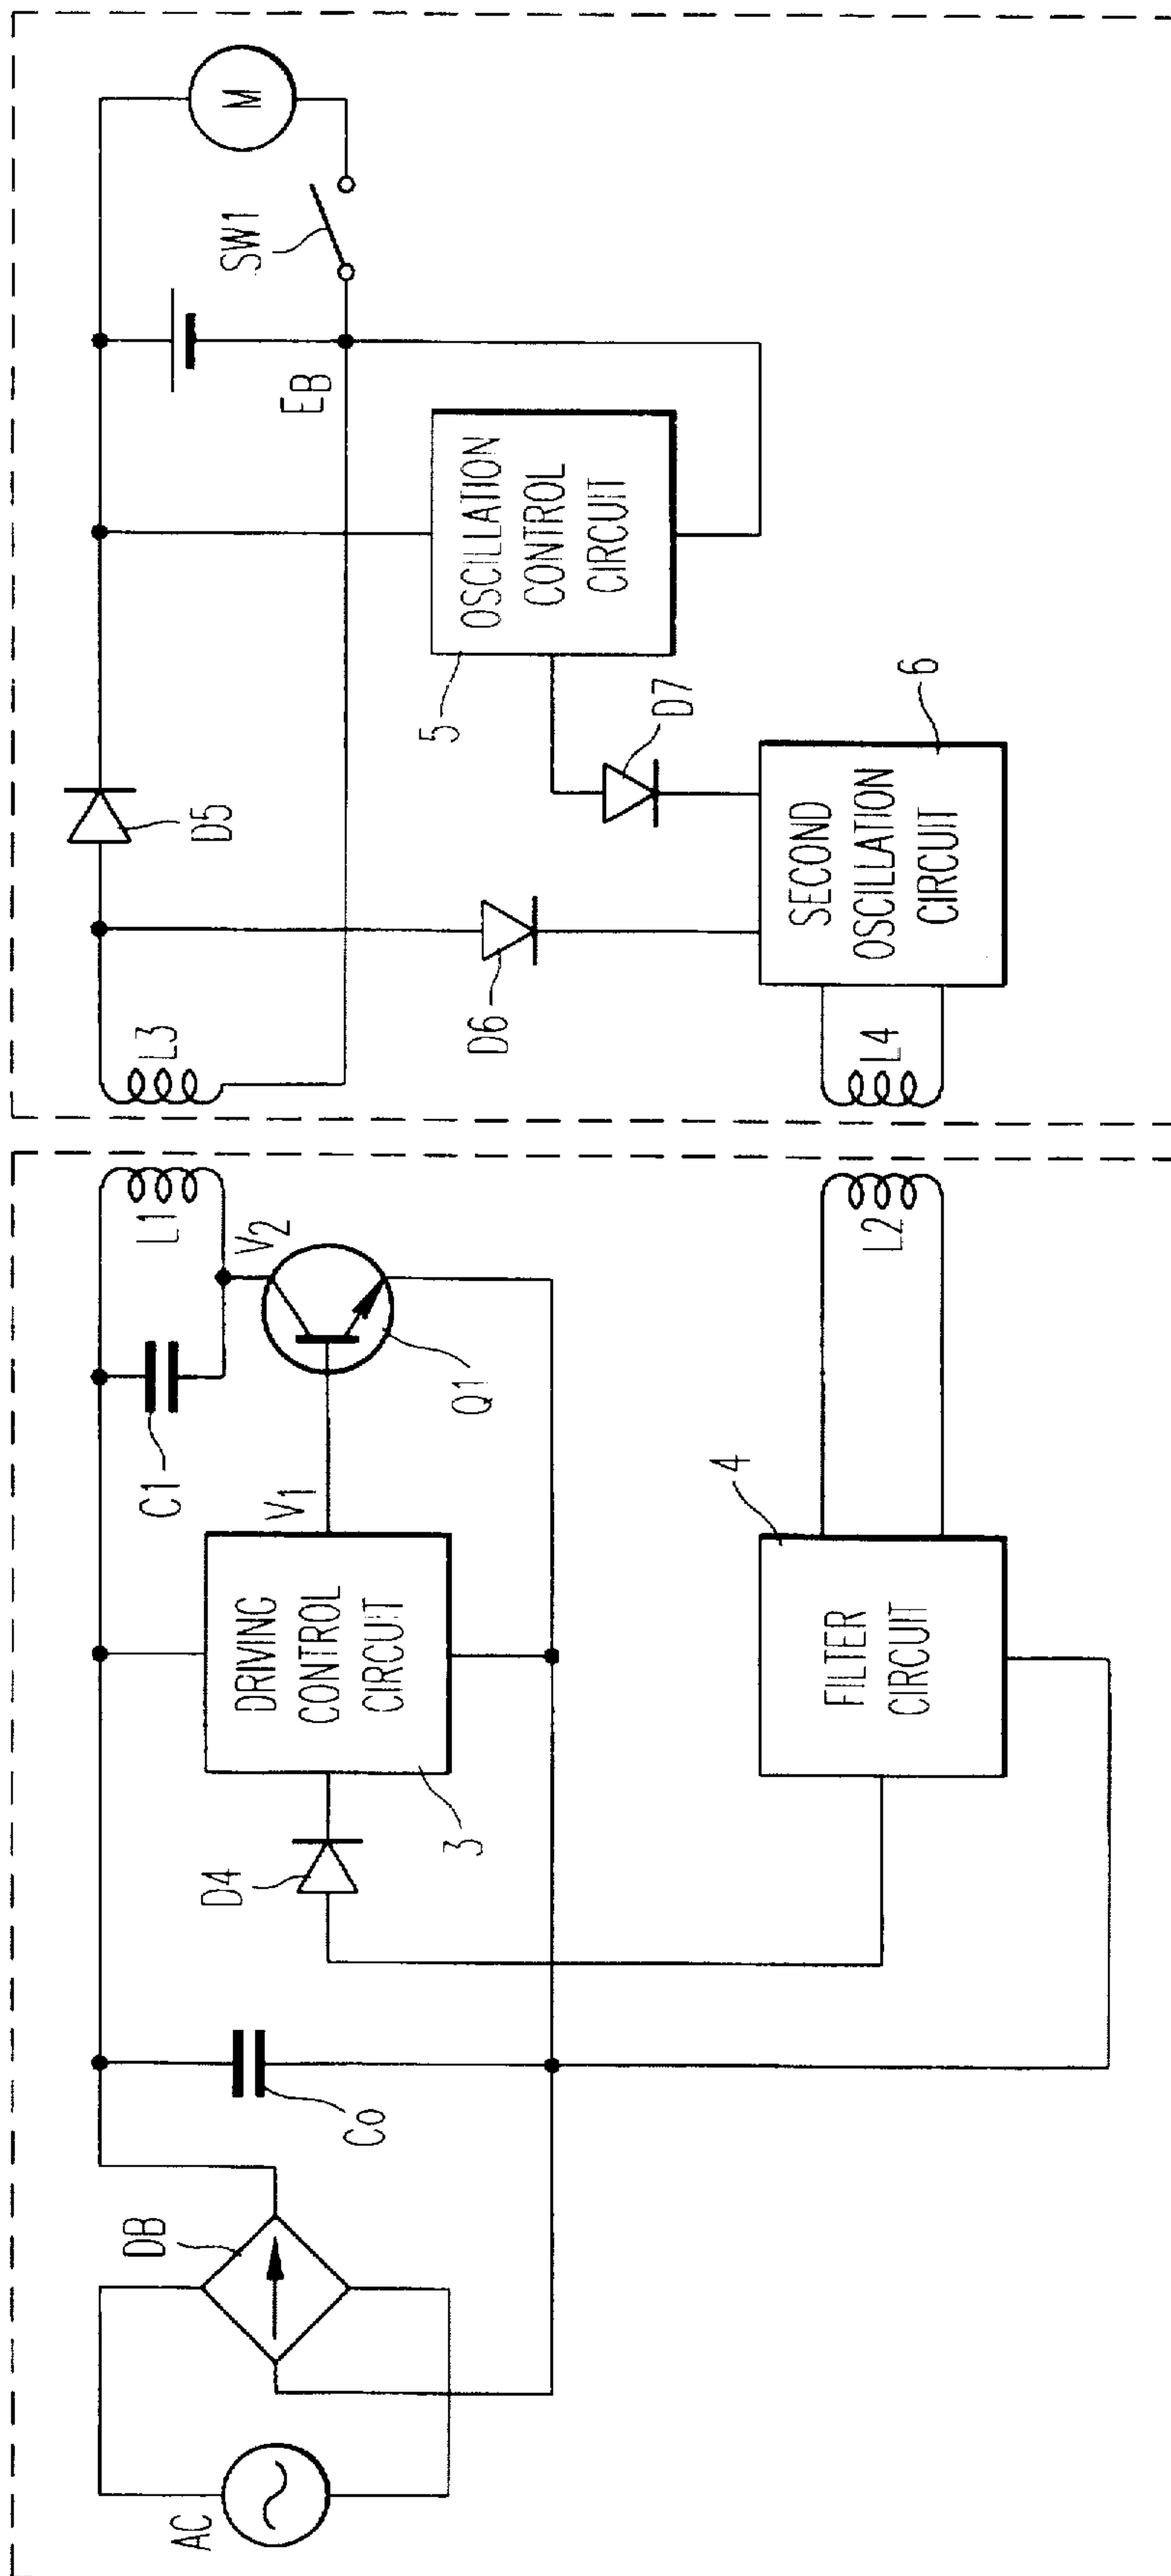 AC
DB
Co
D4
DRIVING
CONTROL
CIRCUIT
3
V1
C1
L1
V2
Q1
FILTER
CIRCUIT
4
L2
L3
D5
D6
D7
5
OSCILLATION
CONTROL
CIRCUIT
EB
SW1
M
SECOND
OSCILLATION
CIRCUIT
6
L4